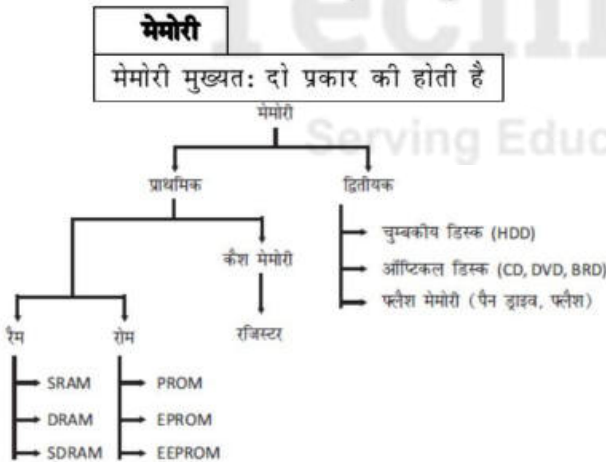 Techn
मेमोरी
मेमोरी मुख्यत: दो प्रकार की होती है
Serving Educ
मेमोरी
प्राथमिक
द्वितीयक
चुम्बकीय डिस्क (HDD)
कैश मेमोरी
ऑप्टिकल डिस्क (CD, DVD, BRD)
फ्लैश मेमोरी (पैन ड्राइव, फ्लैश)
रैम
रोम
रजिस्टर
SRAM
PROM
DRAM
EPROM
SDRAM
EEPROM